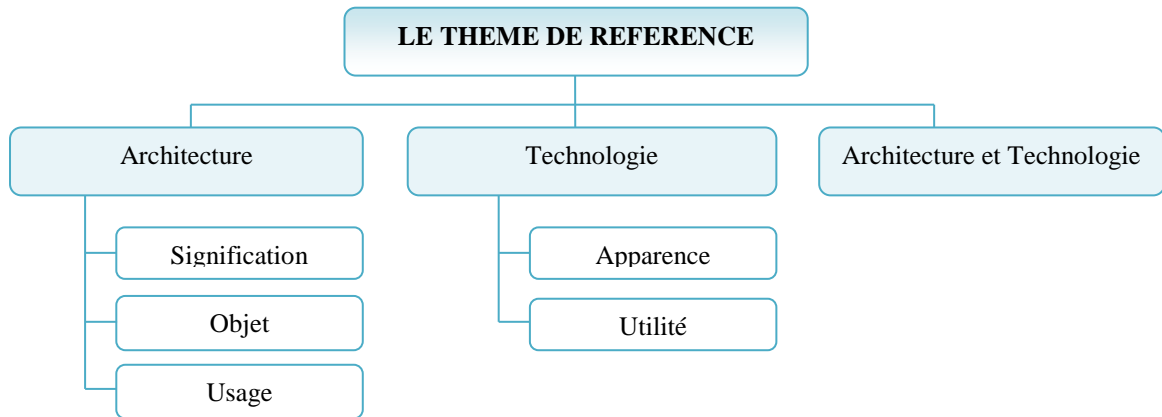 LE THEME DE REFERENCE
Architecture
Technologie
Architecture et Technologie
Signification
Apparence
Objet
Utilité
Usage